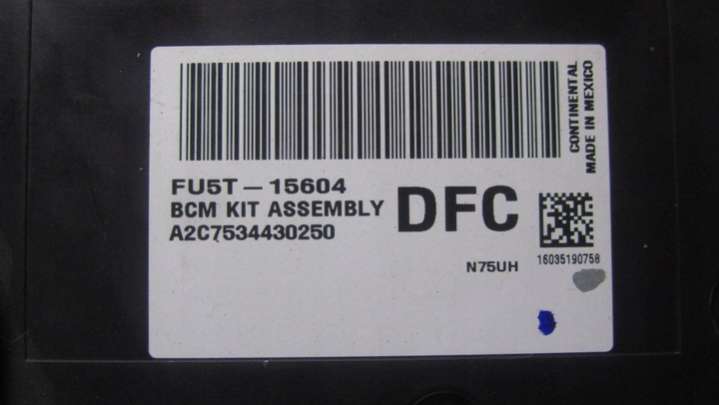 CONTINENTAL
MADE IN MEXICO
FU5T-15604
BCM KIT ASSEMBLY
A2C7534430250
DFC
N75UH
16035190758